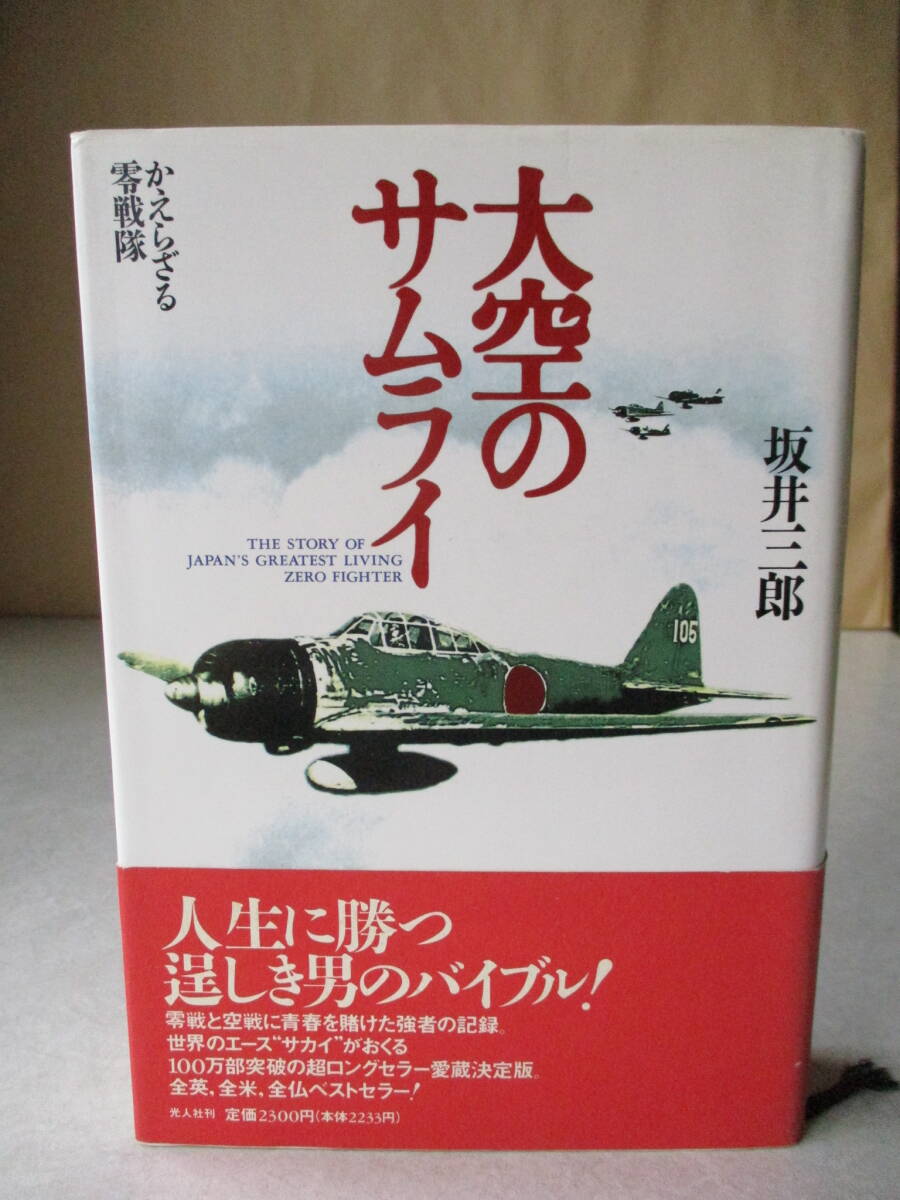 大空の
サムライ
かえらざる
零戦隊
坂井三郎
THE STORY OF
JAPAN'S GREATEST LIVING
ZERO FIGHTER
105
人生に勝つ
逞しき男のバイブル!
零戦と空戦に青春を賭けた強者の記録。
世界のエース“サカイ”がおくる
100万部突破の超ロングセラー愛蔵決定版。
全英，全米，全仏ベストセラー!
光人社刊 定価2300円(本体2233円)